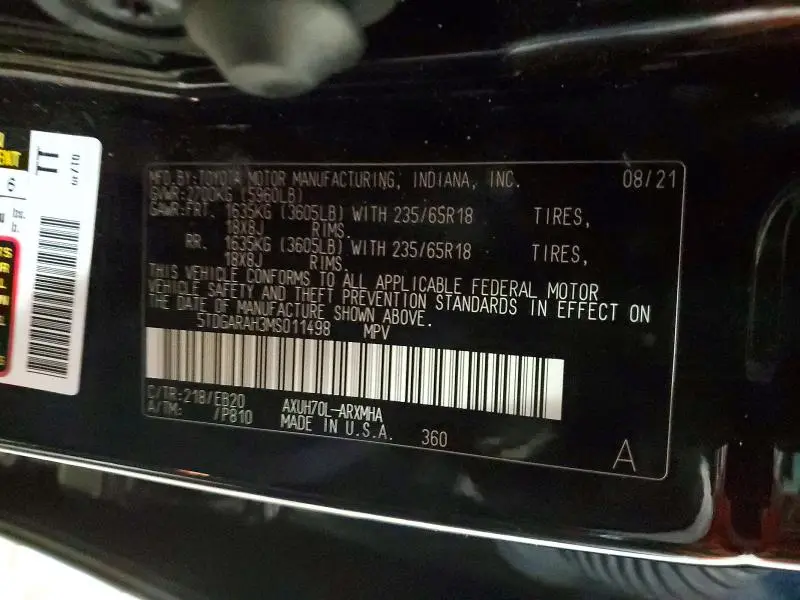 MFD.BY:TOYOTA MOTOR MANUFACTURING, INDIANA, INC. 08/21
GVWR:2700KG (5960LB)
GAWR:FRT. 1635KG (3605LB) WITH 235/65R18 TIRES,
18X8J RIMS.
RR. 1635KG (3605LB) WITH 235/65R18 TIRES,
18X8J RIMS.
THIS VEHICLE CONFORMS TO ALL APPLICABLE FEDERAL MOTOR
VEHICLE SAFETY AND THEFT PREVENTION STANDARDS IN EFFECT ON
THE DATE OF MANUFACTURE SHOWN ABOVE.
5TDGARAH3MS011498 MPV
C/TR:218/EB20 AXUH70L-ARXMHA
A/TM: /P810 MADE IN U.S.A. 360
A
TT
6